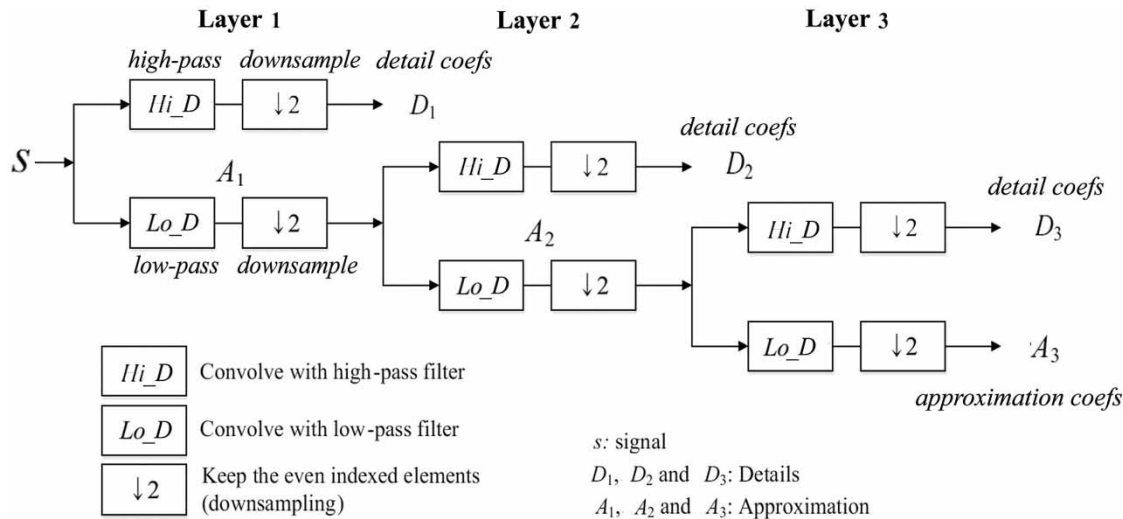 Layer 1 Layer 2 Layer 3
high-pass downsample detail coefs
Hi_D ↓2 D₁
detail coefs
S
A₁ Hi_D ↓2 D₂
detail coefs
Lo_D ↓2 A₂ Hi_D ↓2 D₃
low-pass downsample
Lo_D ↓2
Lo_D ↓2 A₃
approximation coefs
Hi_D Convolve with high-pass filter
Lo_D Convolve with low-pass filter
↓2 Keep the even indexed elements
(downsampling)
s: signal
D₁, D₂ and D₃: Details
A₁, A₂ and A₃: Approximation